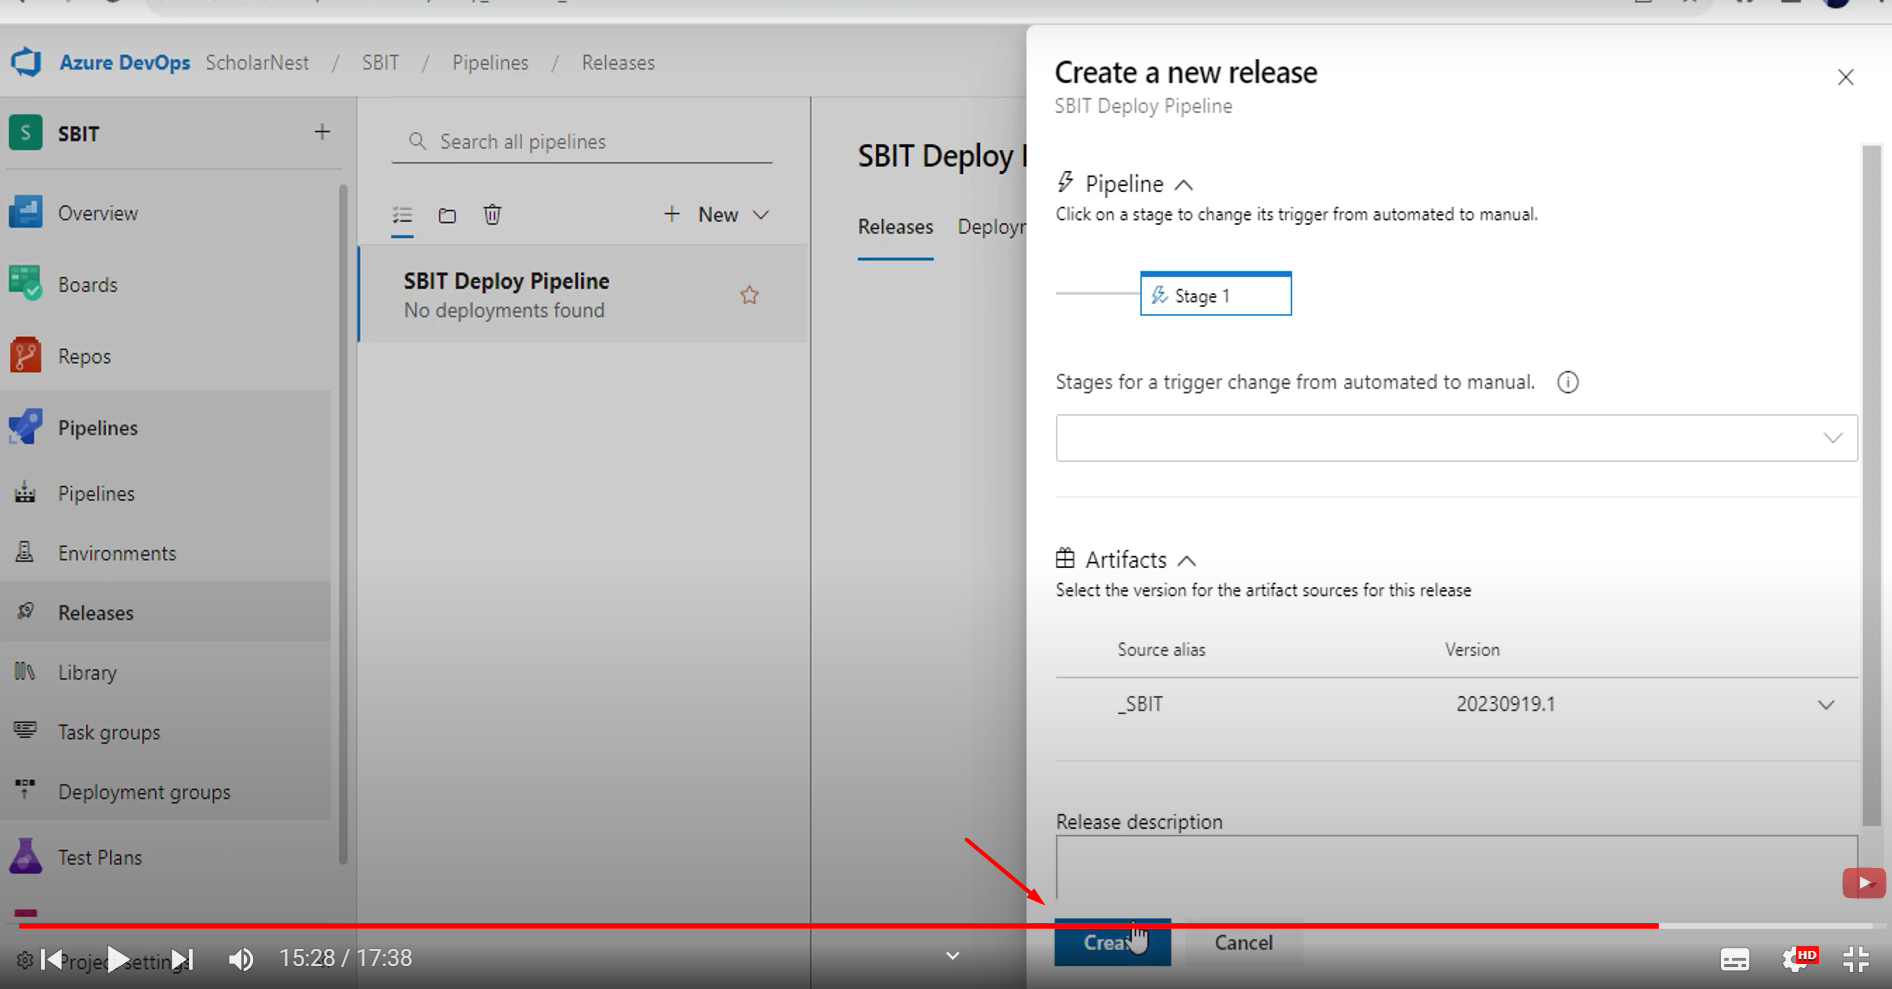 Azure DevOps ScholarNest / SBIT / Pipelines / Releases
S SBIT +
Overview
Boards
Repos
Pipelines
Pipelines
Environments
Releases
Library
Task groups
Deployment groups
Test Plans
Project settings
Search all pipelines
+ New
SBIT Deploy Pipeline
No deployments found
SBIT Deploy
Releases Deployr
Create a new release
SBIT Deploy Pipeline
Pipeline
Click on a stage to change its trigger from automated to manual.
Stage 1
Stages for a trigger change from automated to manual.
Artifacts
Select the version for the artifact sources for this release
Source alias Version
_SBIT 20230919.1
Release description
Crea Cancel
15:28 / 17:38
HD